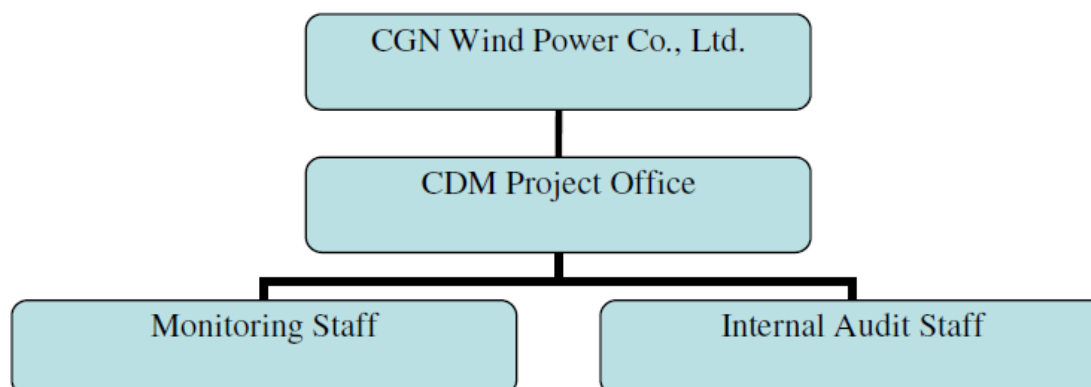 CGN Wind Power Co., Ltd.
CDM Project Office
Monitoring Staff
Internal Audit Staff